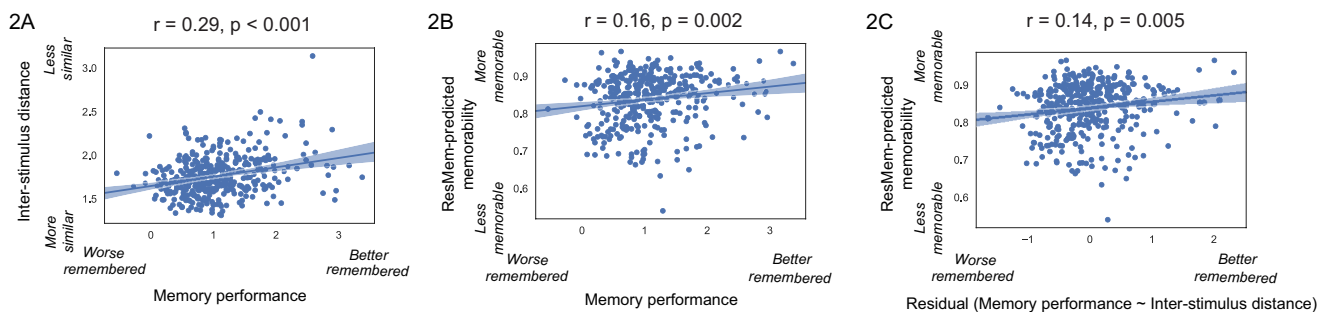 2A
r = 0.29, p < 0.001
Inter-stimulus distance
Less
similar
More
similar
3.0
2.5
2.0
1.5
0
1
2
3
Worse
remembered
Better
remembered
Memory performance
2B
r = 0.16, p = 0.002
ResMem-predicted
memorability
More
memorable
Less
memorable
0,9
0,8
0,7
0,6
0
1
2
3
Worse
remembered
Better
remembered
Memory performance
2C
r = 0.14, p = 0.005
ResMem-predicted
memorability
More
memorable
Less
memorable
0,9
0,8
0,7
0,6
−1
0
1
2
Worse
remembered
Better
remembered
Residual (Memory performance ~ Inter-stimulus distance)